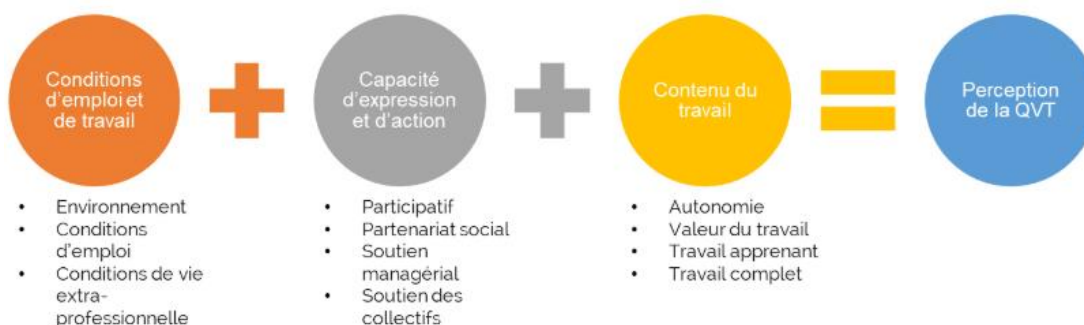 Conditions
d'emploi et
de travail
Capacité
d'expression
et d'action
Contenu du
travail
Perception
de la QVT
• Environnement
• Conditions
d'emploi
• Conditions de vie
extra-
professionnelle
• Participatif
• Partenariat social
• Soutien
managérial
• Soutien des
collectifs
• Autonomie
• Valeur du travail
• Travail apprenant
• Travail complet